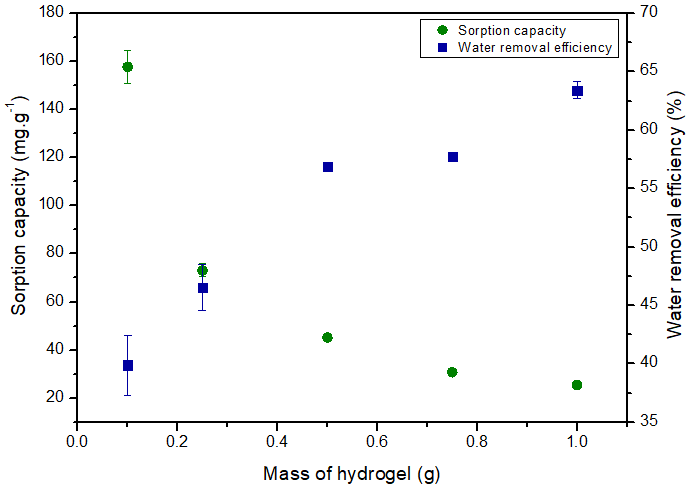 180
160
140
120
100
80
60
40
20
Sorption capacity (mg.g⁻¹)
70
65
60
55
50
45
40
35
Water removal efficiency (%)
Sorption capacity
Water removal efficiency
0.0 0.2 0.4 0.6 0.8 1.0
Mass of hydrogel (g)